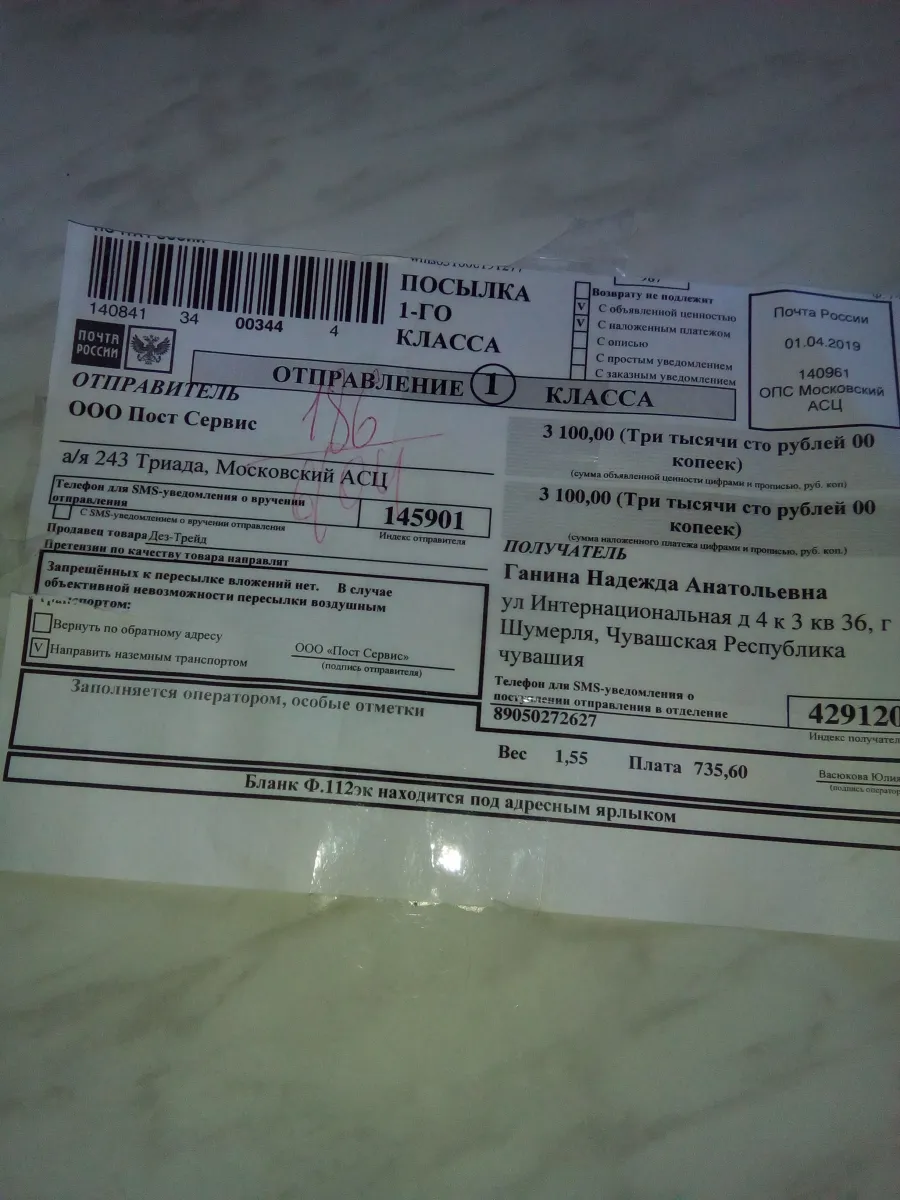 140841 34 00344 4
ПОЧТА
РОССИИ
ПОСЫЛКА
1-ГО
КЛАССА
Возврату не подлежит
V С объявленной ценностью
V С наложенным платежом
С описью
С простым уведомлением
С заказным уведомлением
Почта России
01.04.2019
140961
ОПС Московский
АСЦ
ОТПРАВЛЕНИЕ 1 КЛАССА
ОТПРАВИТЕЛЬ
ООО Пост Сервис
186
а/я 243 Триада, Московский АСЦ
Телефон для SMS-уведомления о вручении
отправления
С SMS-уведомлением о вручении отправления
145901
Индекс отправителя
Продавец товара Дез-Трейд
Претензии по качеству товара направлят
Запрещённых к пересылке вложений нет. В случае
объективной невозможности пересылки воздушным
транспортом:
Вернуть по обратному адресу
V Направить наземным транспортом
ООО «Пост Сервис»
(подпись отправителя)
3 100,00 (Три тысячи сто рублей 00
копеек)
(сумма объявленной ценности цифрами и прописью, руб. коп)
3 100,00 (Три тысячи сто рублей 00
копеек)
(сумма наложенного платежа цифрами и прописью, руб. коп.)
ПОЛУЧАТЕЛЬ
Ганина Надежда Анатольевна
ул Интернациональная д 4 к 3 кв 36, г
Шумерля, Чувашская Республика
чувашия
Телефон для SMS-уведомления о
поступлении отправления в отделение
89050272627
429120
Индекс получател
Заполняется оператором, особые отметки
Вес 1,55 Плата 735,60
Васюкова Юлия
(подпись оператор
Бланк Ф.112эк находится под адресным ярлыком